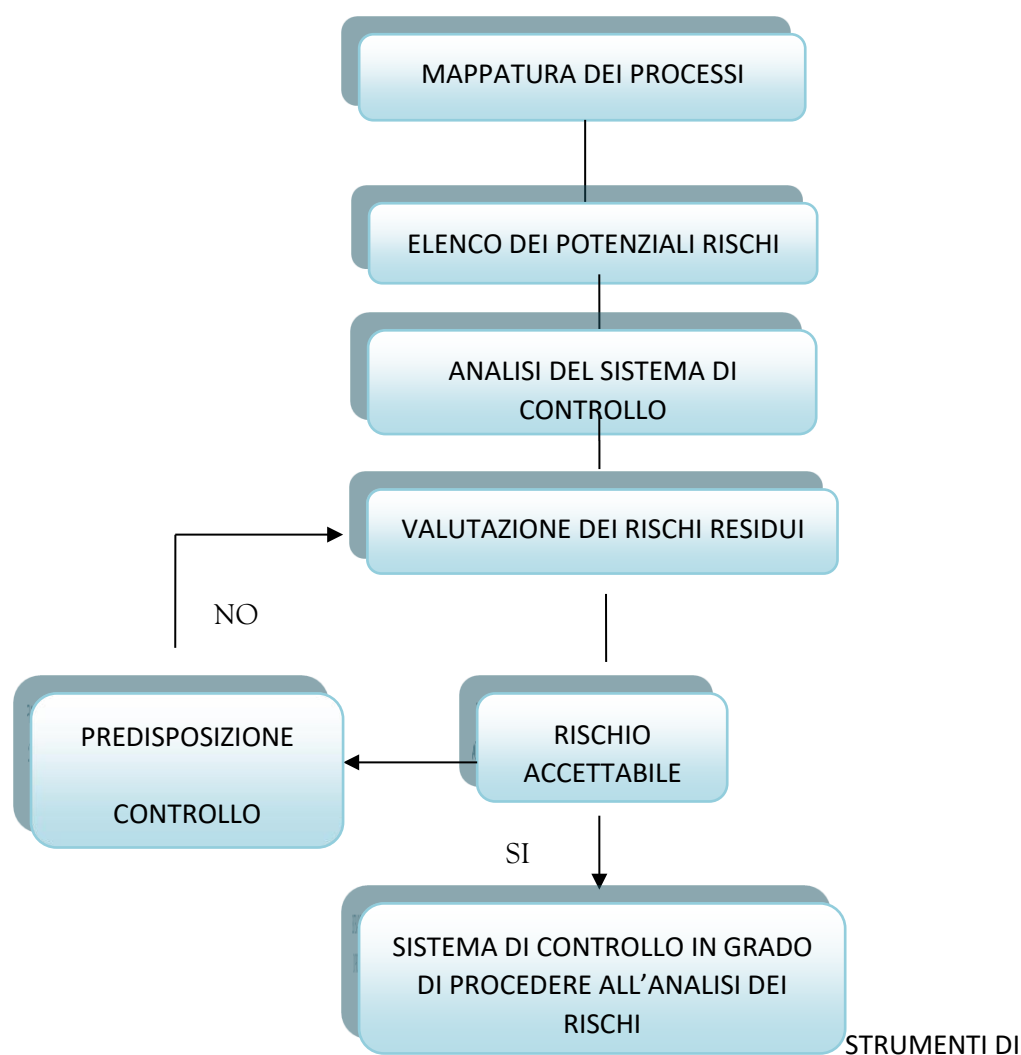 MAPPATURA DEI PROCESSI
ELENCO DEI POTENZIALI RISCHI
ANALISI DEL SISTEMA DI
CONTROLLO
VALUTAZIONE DEI RISCHI RESIDUI
NO
PREDISPOSIZIONE
CONTROLLO
RISCHIO
ACCETTABILE
SI
SISTEMA DI CONTROLLO IN GRADO
DI PROCEDERE ALL’ANALISI DEI
RISCHI
STRUMENTI DI